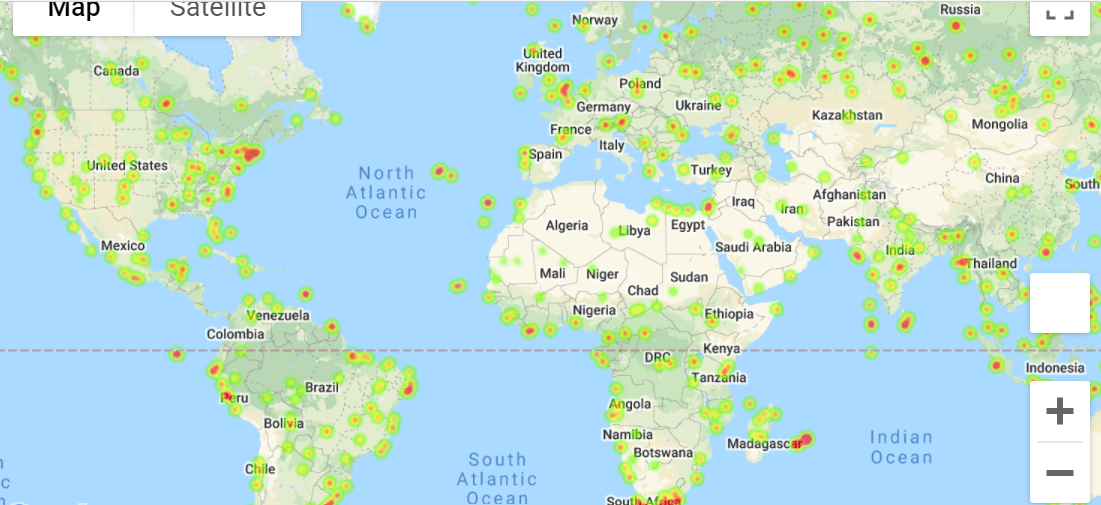 Map
Satellite
Norway
Russia
United
Kingdom
Canada
Poland
Germany
Ukraine
Kazakhstan
Mongolia
France
Italy
Spain
United States
Turkey
China
South
North
Atlantic
Ocean
Iraq
Iran
Afghanistan
Pakistan
Algeria
Libya
Egypt
Saudi Arabia
India
Mexico
Mali
Niger
Sudan
Thailand
Chad
Nigeria
Ethiopia
Venezuela
Colombia
DRC
Kenya
Indonesia
Tanzania
Brazil
Peru
Angola
Bolivia
Namibia
Botswana
Madagascar
Indian
Ocean
Chile
South
Atlantic
Ocean
South Africa